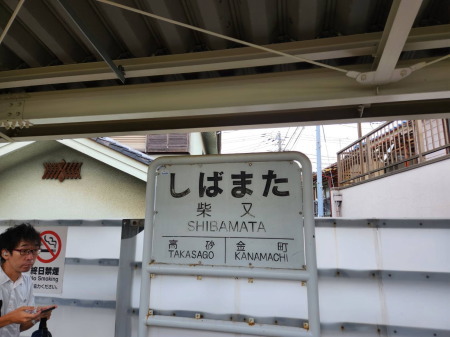 しばまた
柴又
SHIBAMATA
高砂 金町
TAKASAGO KANAMACHI
終日禁煙
No Smoking